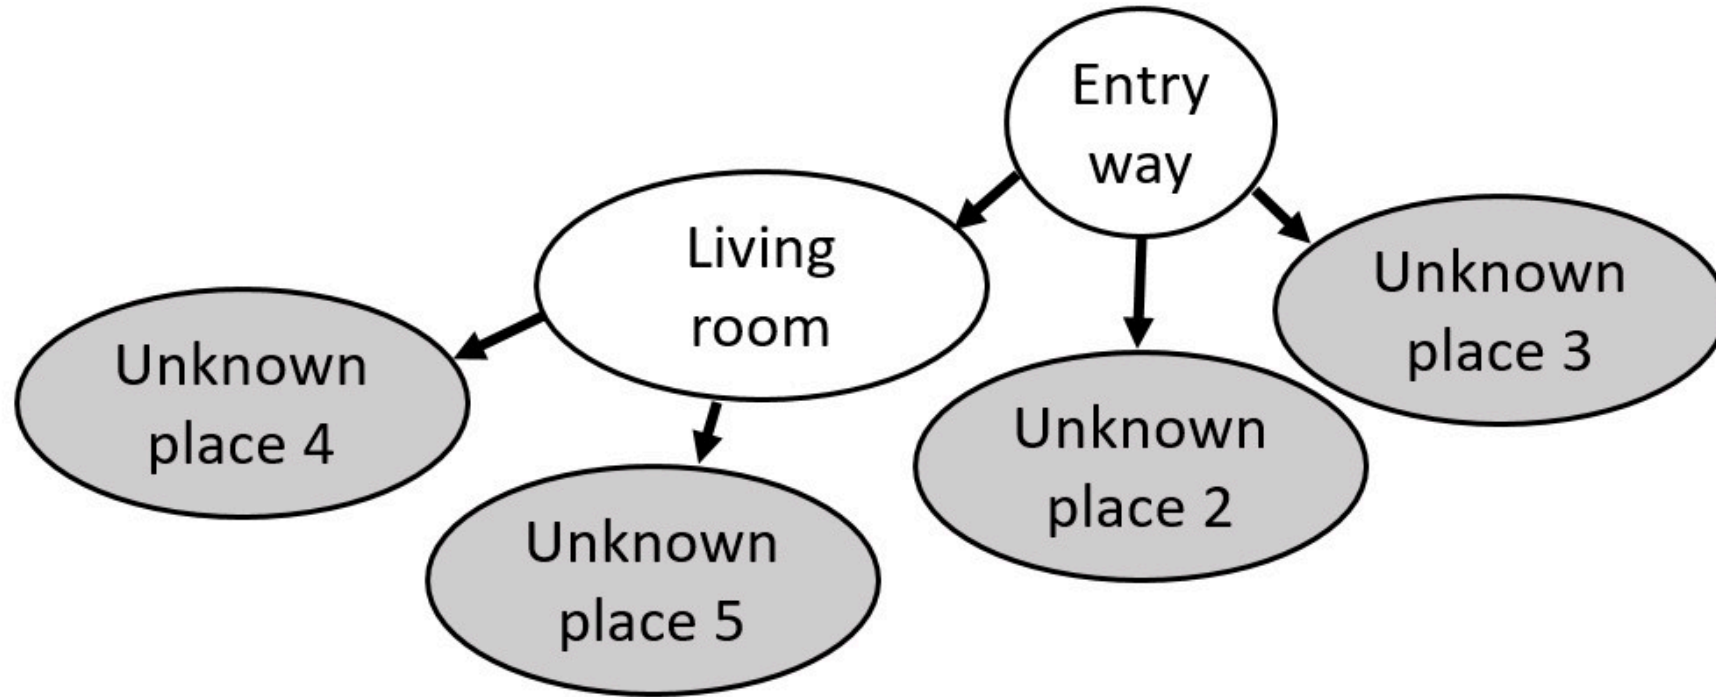 Entry
way
Living
room
Unknown
place 3
Unknown
place 4
Unknown
place 2
Unknown
place 5